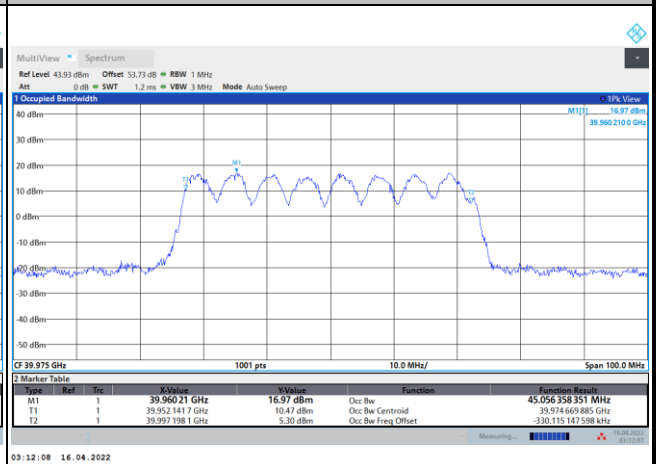 MultiView Spectrum
Ref Level 43.93 dBm Offset 53.73 dB RBW 1 MHz
Att 0 dB SWT 1.2 ms VBW 3 MHz Mode Auto Sweep
1 Occupied Bandwidth 1Pk View
M1[1] 16.97 dBm
39.960 210 0 GHz
40 dBm
30 dBm
20 dBm
M1
T1
10 dBm
T2
0 dBm
-10 dBm
-20 dBm
-30 dBm
-40 dBm
-50 dBm
CF 39.975 GHz 1001 pts 10.0 MHz/ Span 100.0 MHz
2 Marker Table
Type Ref Trc X-Value Y-Value Function Function Result
M1 1 39.960 21 GHz 16.97 dBm Occ Bw 45.056 358 351 MHz
T1 1 39.952 141 7 GHz 10.47 dBm Occ Bw Centroid 39.974 669 885 GHz
T2 1 39.997 198 1 GHz 5.30 dBm Occ Bw Freq Offset -330.115 147 598 kHz
Measuring...
03:12:07
03:12:08 16.04.2022